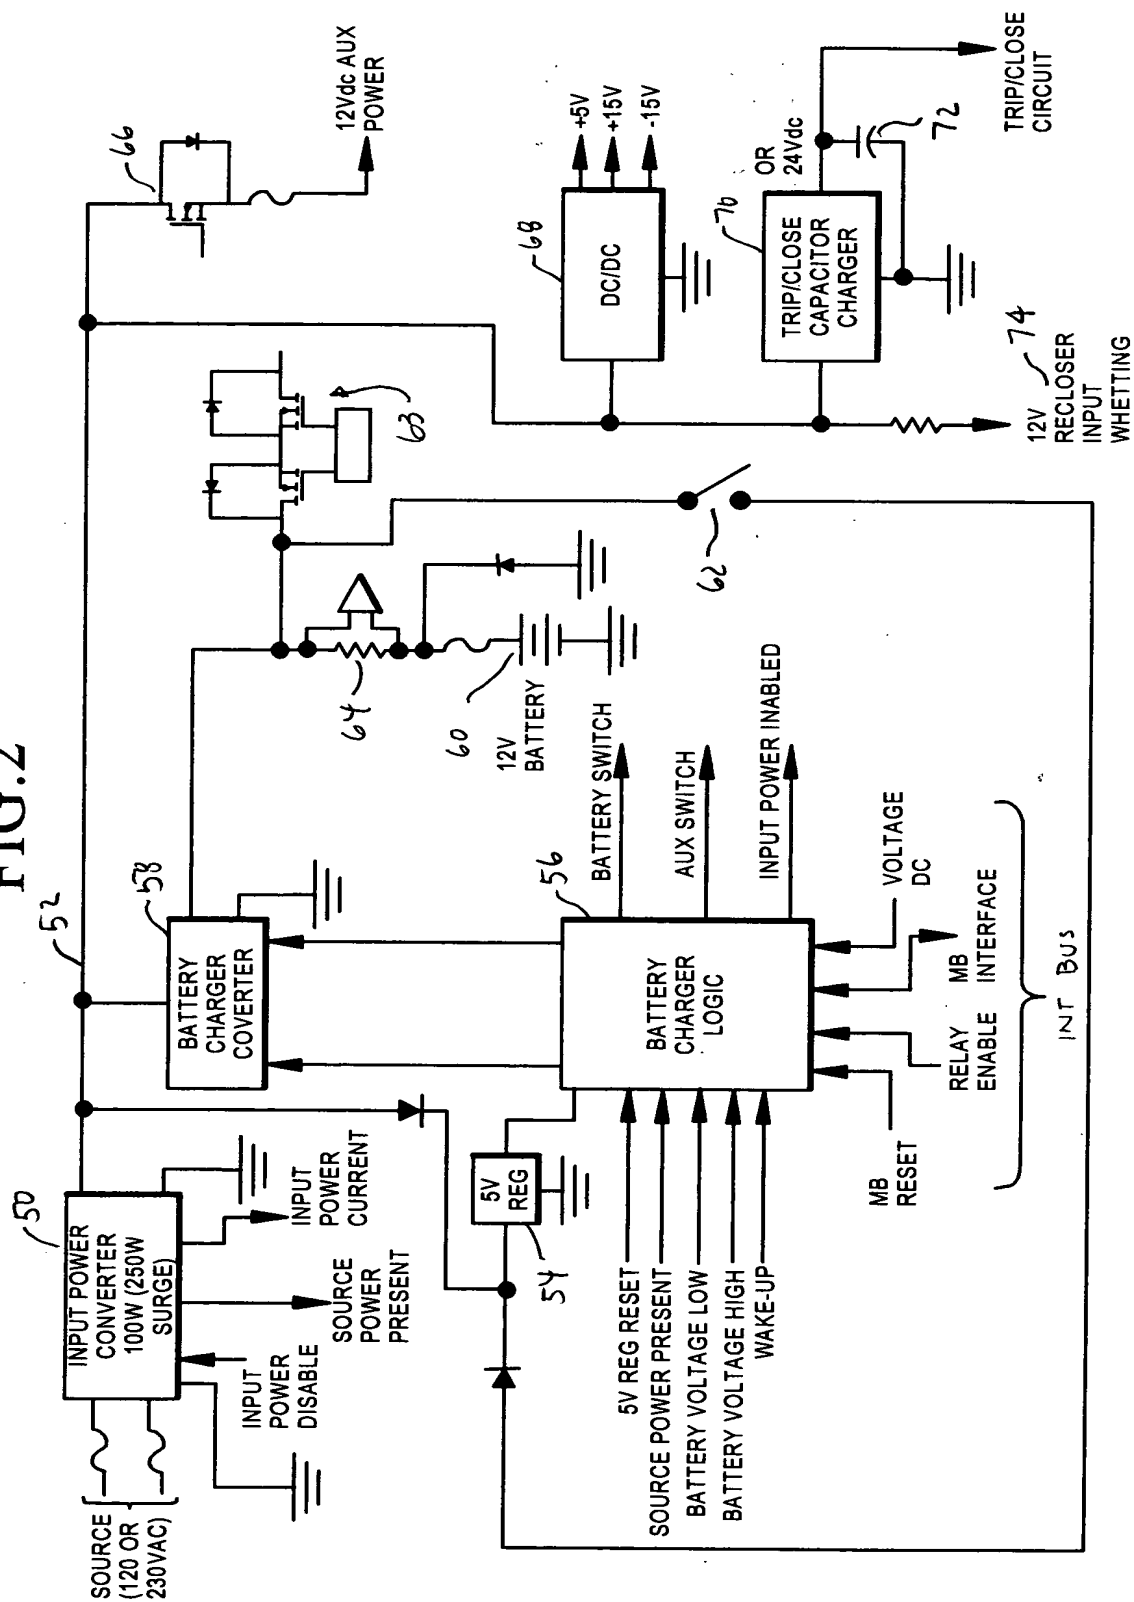 FIG.2
SOURCE
(120 OR
230VAC)
50
INPUT POWER
CONVERTER
100W (250W
SURGE)
INPUT
POWER
DISABLE
SOURCE
POWER
PRESENT
INPUT
POWER
CURRENT
52
58
BATTERY
CHARGER
COVERTER
54
5V
REG
56
BATTERY
CHARGER
LOGIC
5V REG RESET
SOURCE POWER PRESENT
BATTERY VOLTAGE LOW
BATTERY VOLTAGE HIGH
WAKE-UP
MB
RESET
RELAY
ENABLE
MB
INTERFACE
VOLTAGE
DC
INT BUS
BATTERY SWITCH
AUX SWITCH
INPUT POWER INABLED
64
60
12V
BATTERY
62
63
66
12Vdc AUX
POWER
68
DC/DC
+5V
+15V
-15V
70
TRIP/CLOSE
CAPACITOR
CHARGER
OR
24Vdc
72
TRIP/CLOSE
CIRCUIT
74
12V
RECLOSER
INPUT
WHETTING